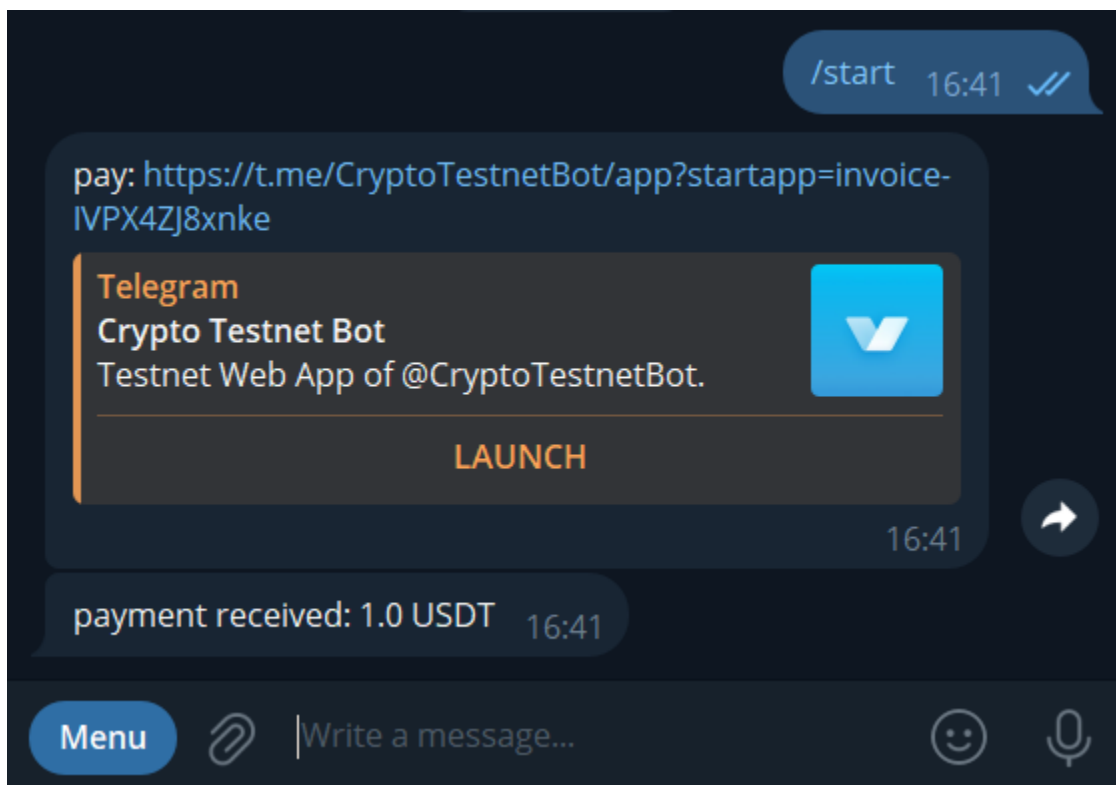 /start 16:41
pay: https://t.me/CryptoTestnetBot/app?startapp=invoice-
IVPX4ZJ8xnke
Telegram
Crypto Testnet Bot
Testnet Web App of @CryptoTestnetBot.
LAUNCH
16:41
payment received: 1.0 USDT 16:41
Menu Write a message...